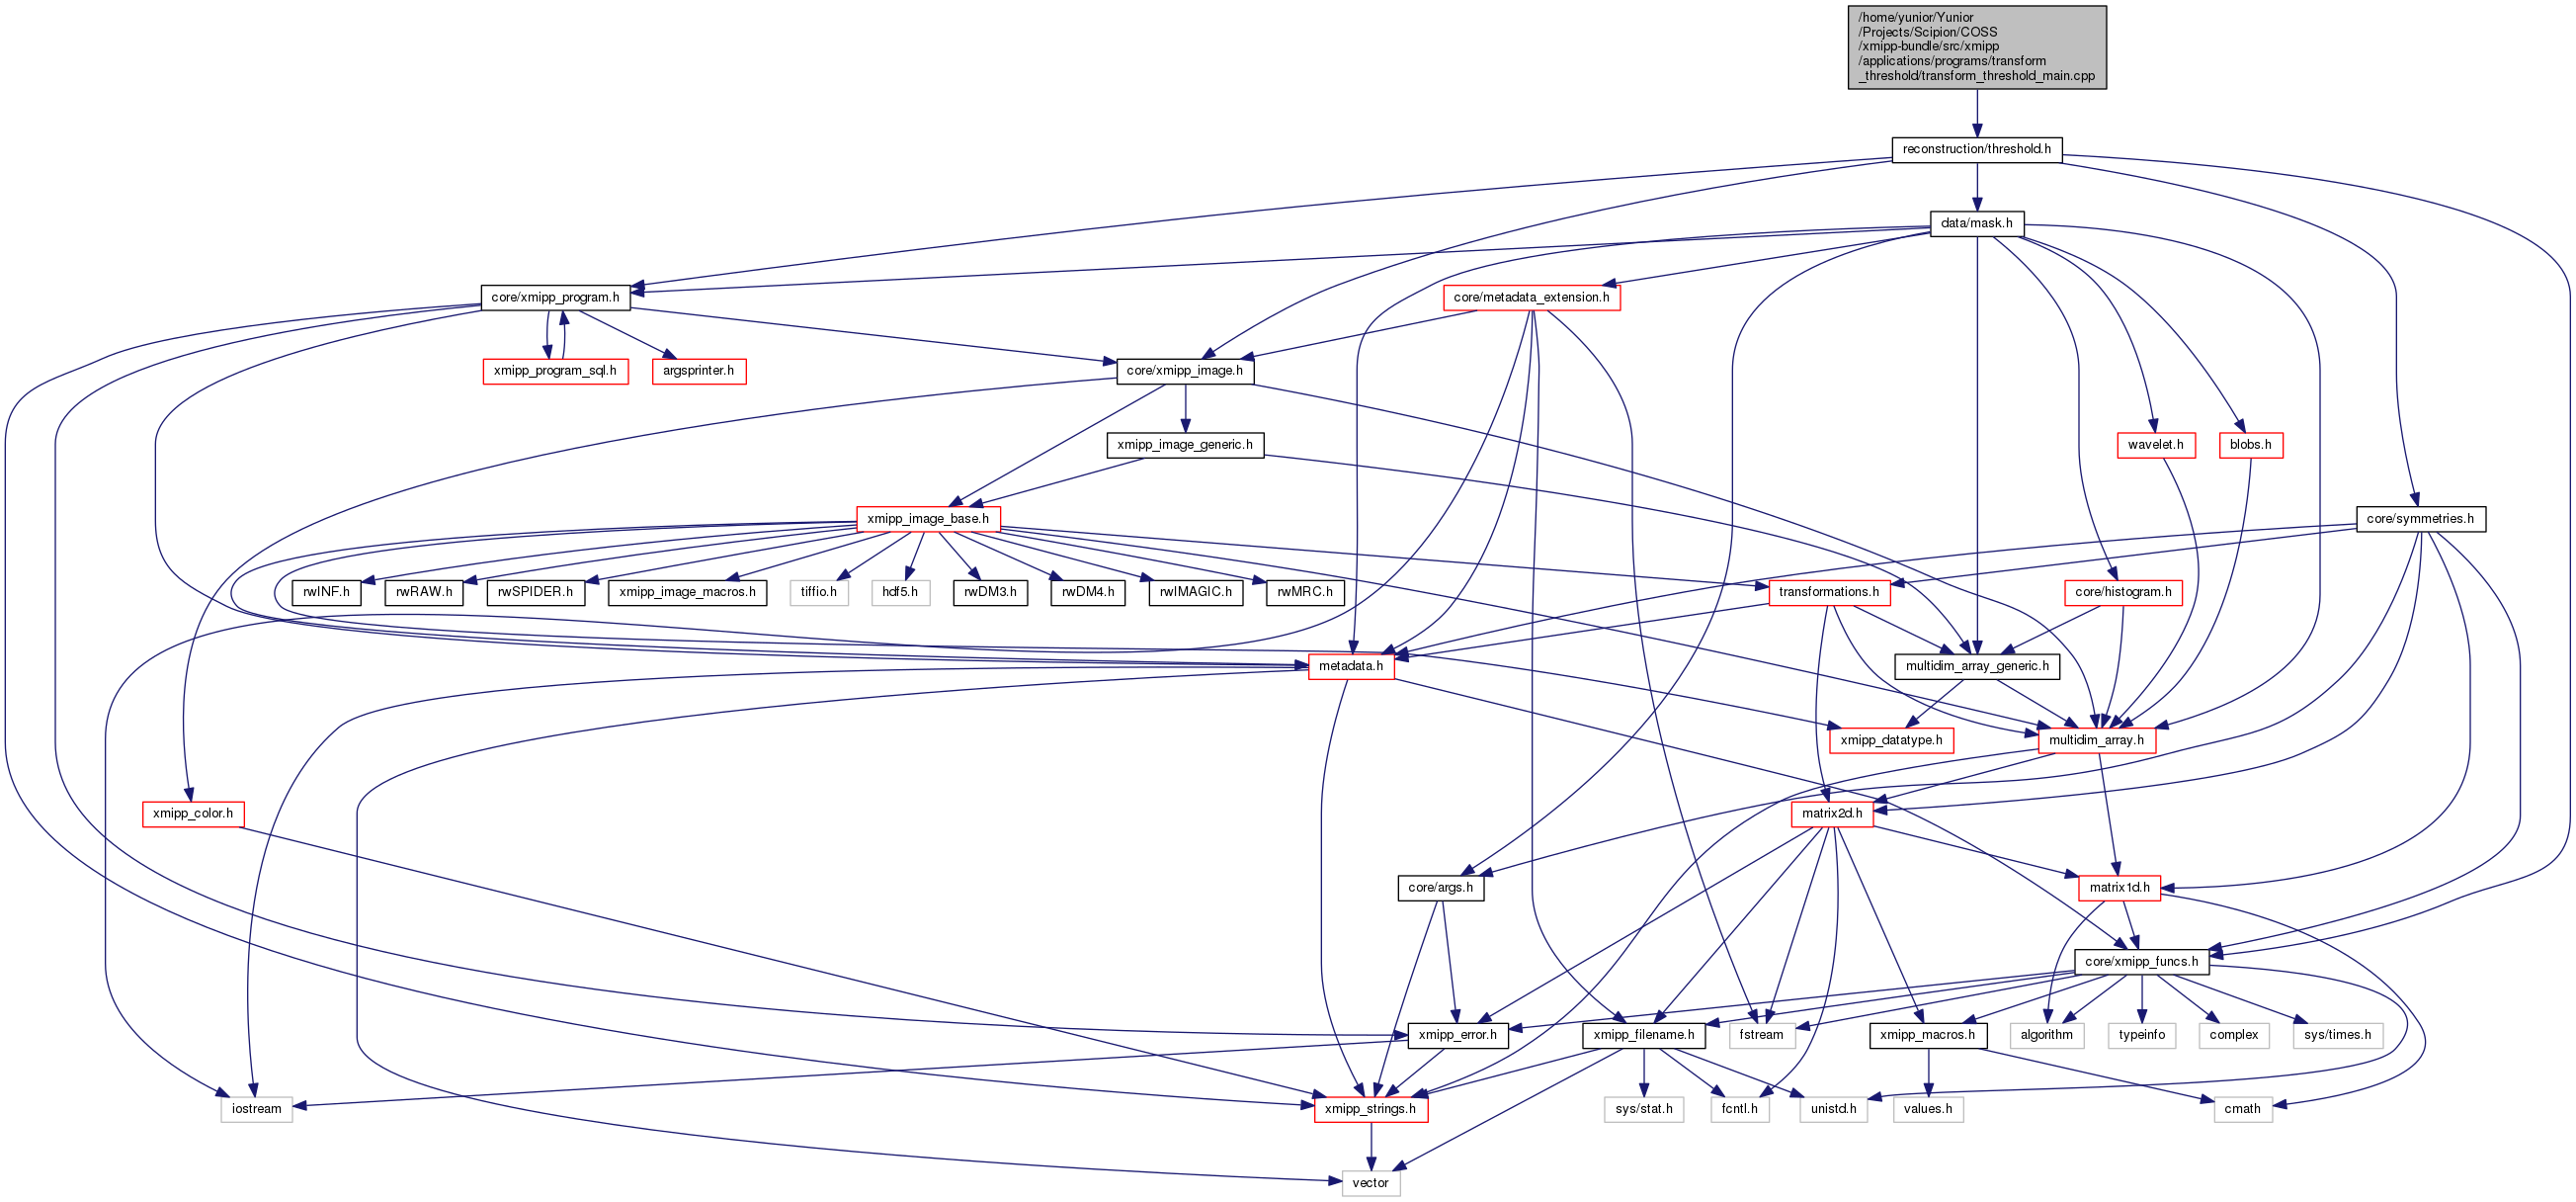 /home/yunior/Yunior
/Projects/Scipion/COSS
/xmipp-bundle/src/xmipp
/applications/programs/transform
_threshold/transform_threshold_main.cpp
reconstruction/threshold.h
data/mask.h
core/xmipp_program.h
core/metadata_extension.h
xmipp_program_sql.h
argsprinter.h
core/xmipp_image.h
xmipp_image_generic.h
wavelet.h
blobs.h
xmipp_image_base.h
core/symmetries.h
rwINF.h
rwRAW.h
rwSPIDER.h
xmipp_image_macros.h
tiffio.h
hdf5.h
rwDM3.h
rwDM4.h
rwIMAGIC.h
rwMRC.h
transformations.h
core/histogram.h
metadata.h
multidim_array_generic.h
xmipp_datatype.h
multidim_array.h
xmipp_color.h
matrix2d.h
core/args.h
matrix1d.h
core/xmipp_funcs.h
xmipp_error.h
xmipp_filename.h
fstream
xmipp_macros.h
algorithm
typeinfo
complex
sys/times.h
iostream
xmipp_strings.h
sys/stat.h
fcntl.h
unistd.h
values.h
cmath
vector